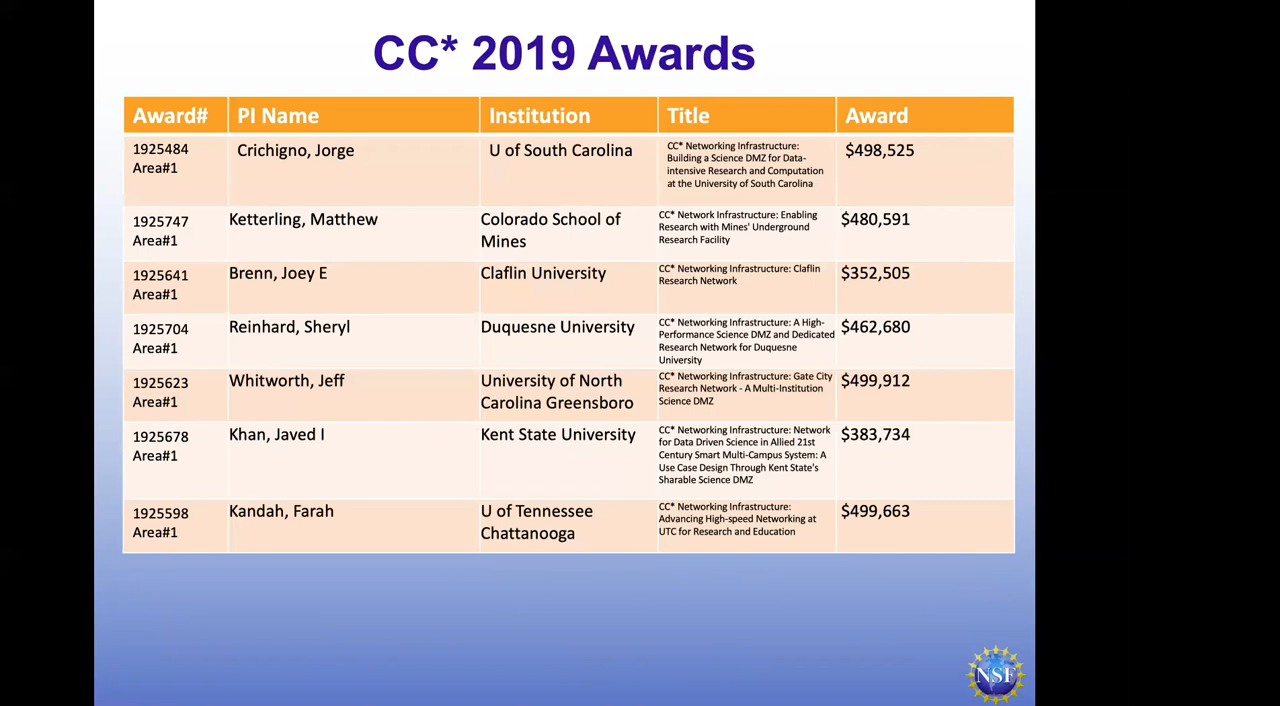 CC* 2019 Awards
Award# PI Name Institution Title Award
1925484
Area#1
Crichigno, Jorge
U of South Carolina
CC* Networking Infrastructure:
Building a Science DMZ for Data-
intensive Research and Computation
at the University of South Carolina
$498,525
1925747
Area#1
Ketterling, Matthew
Colorado School of
Mines
CC* Network Infrastructure: Enabling
Research with Mines' Underground
Research Facility
$480,591
1925641
Area#1
Brenn, Joey E
Claflin University
CC* Networking Infrastructure: Claflin
Research Network
$352,505
1925704
Area#1
Reinhard, Sheryl
Duquesne University
CC* Networking Infrastructure: A High-
Performance Science DMZ and Dedicated
Research Network for Duquesne
University
$462,680
1925623
Area#1
Whitworth, Jeff
University of North
Carolina Greensboro
CC* Networking Infrastructure: Gate City
Research Network - A Multi-Institution
Science DMZ
$499,912
1925678
Area#1
Khan, Javed I
Kent State University
CC* Networking Infrastructure: Network
for Data Driven Science in Allied 21st
Century Smart Multi-Campus System: A
Use Case Design Through Kent State's
Sharable Science DMZ
$383,734
1925598
Area#1
Kandah, Farah
U of Tennessee
Chattanooga
CC* Networking Infrastructure:
Advancing High-speed Networking at
UTC for Research and Education
$499,663
NSF